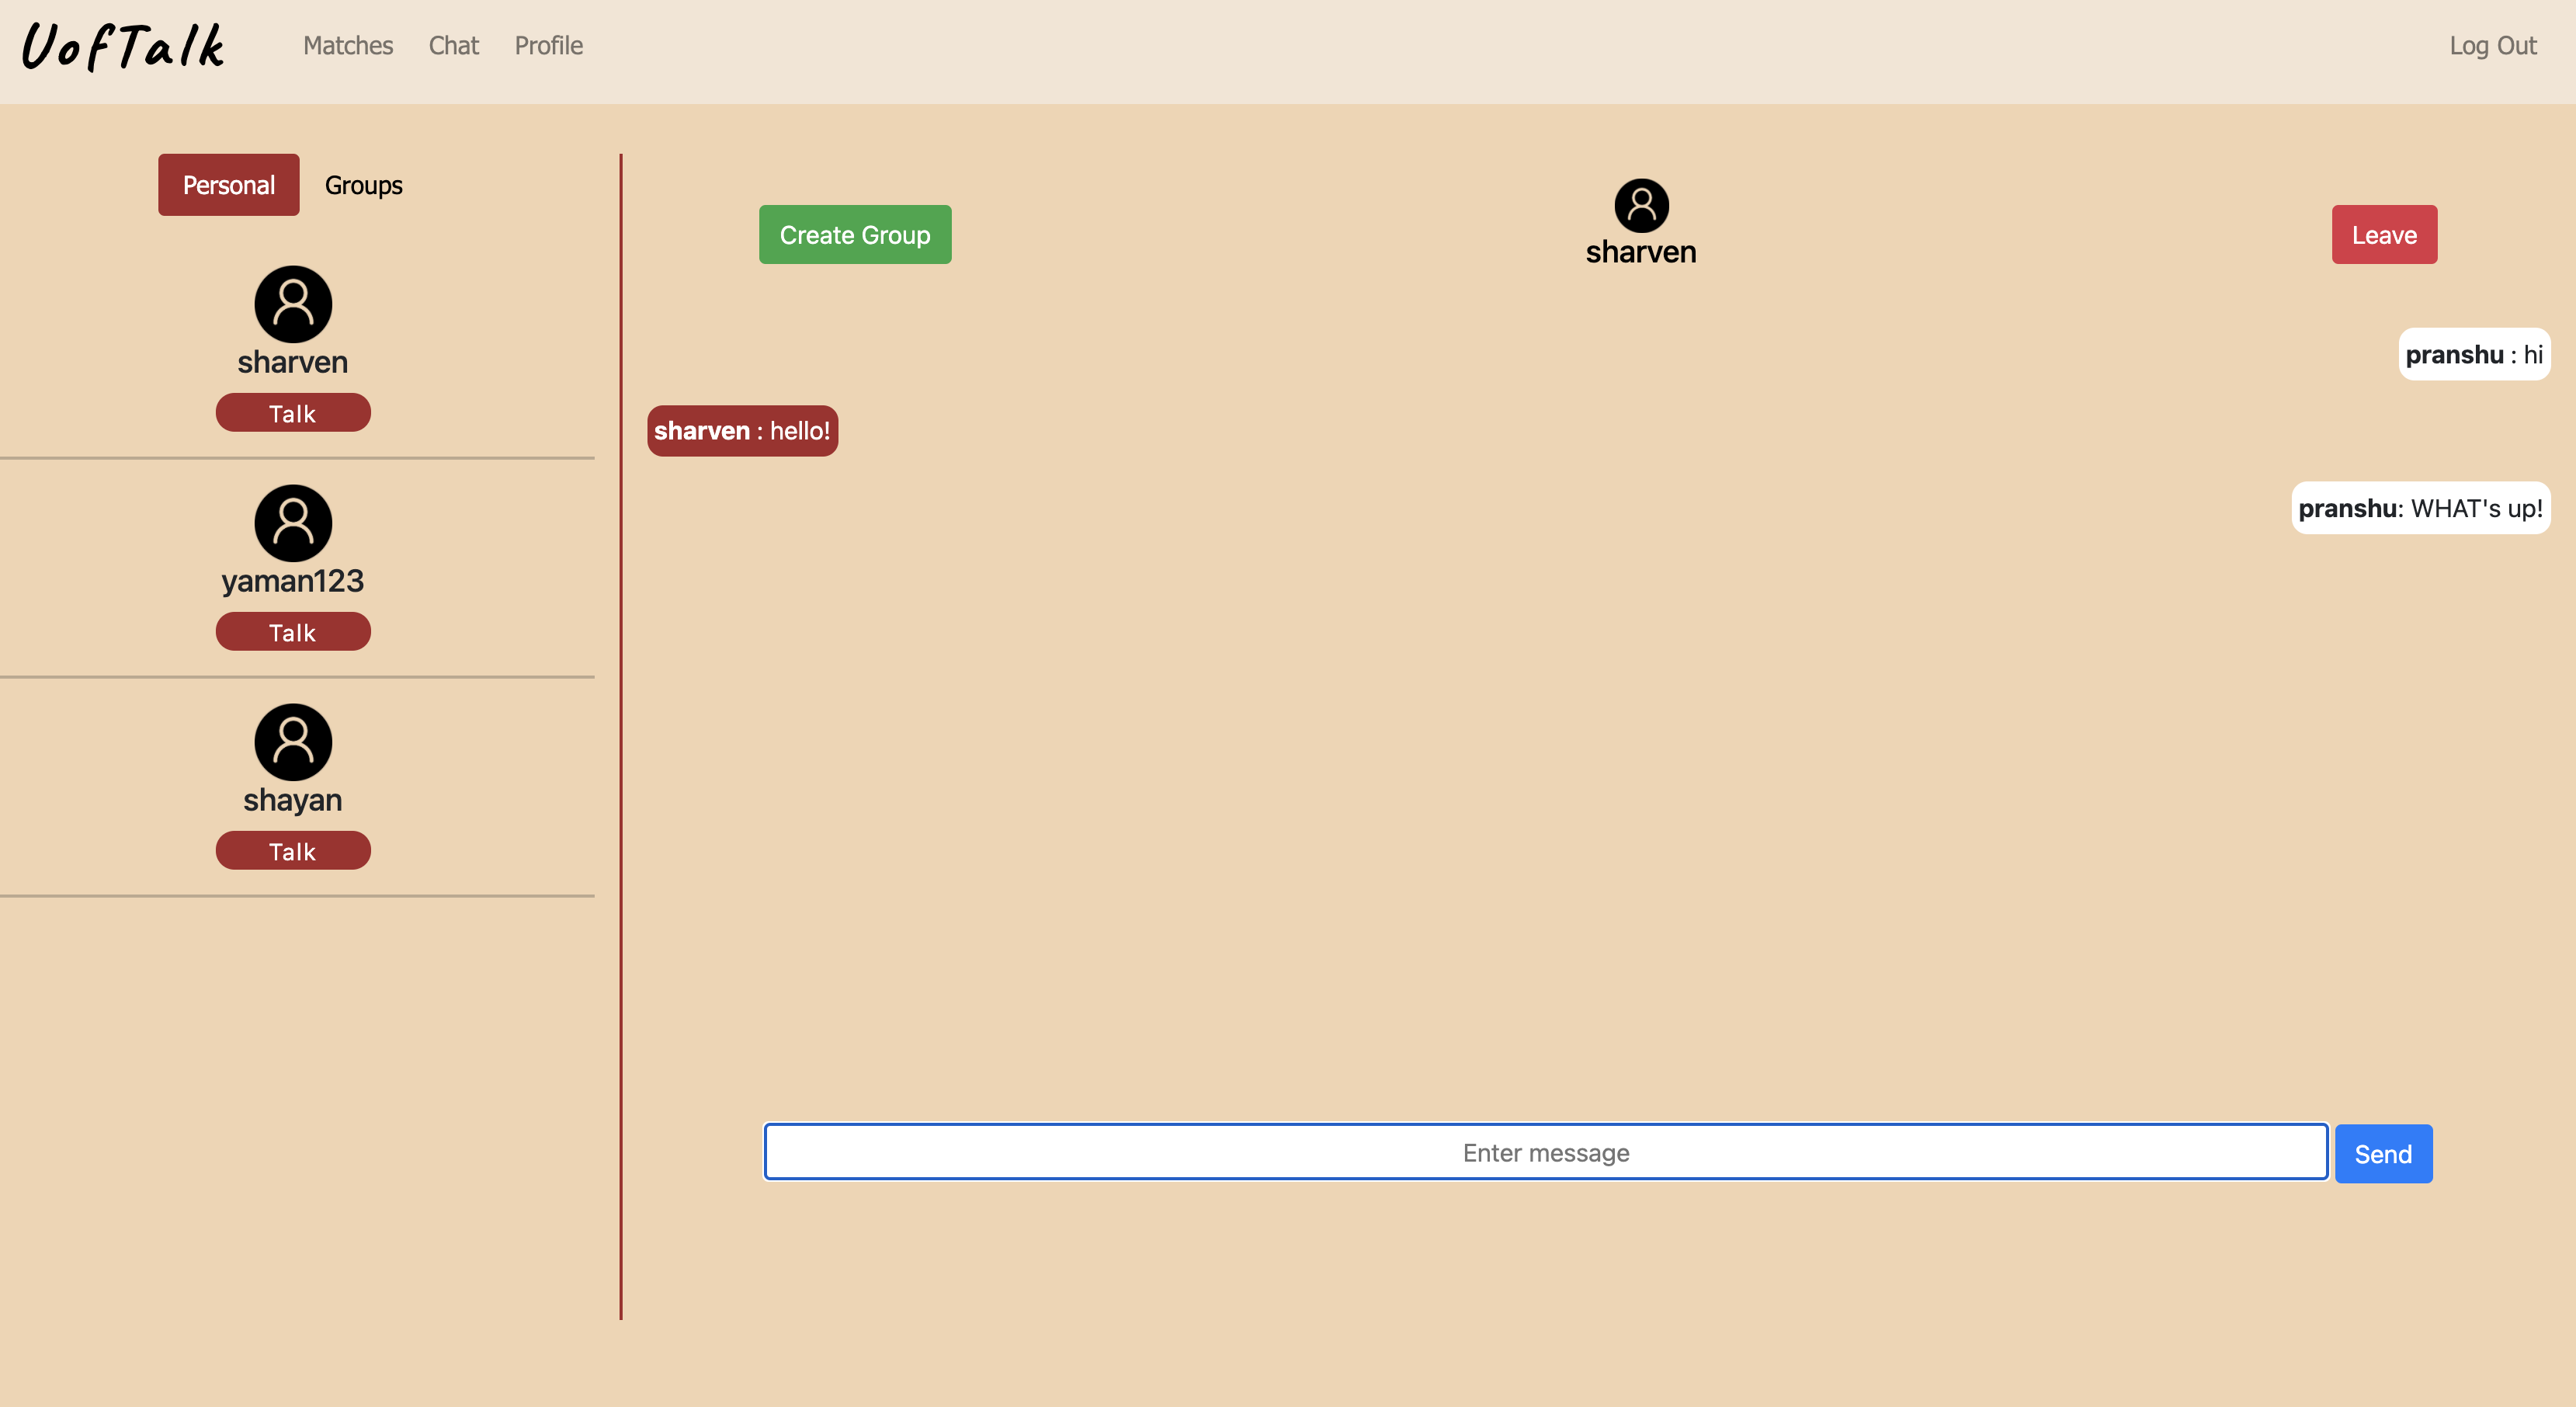 UofTalk Matches Chat Profile Log Out
Personal Groups
sharven
Talk
yaman123
Talk
shayan
Talk
Create Group
sharven
Leave
pranshu : hi
sharven : hello!
pranshu: WHAT's up!
Enter message
Send